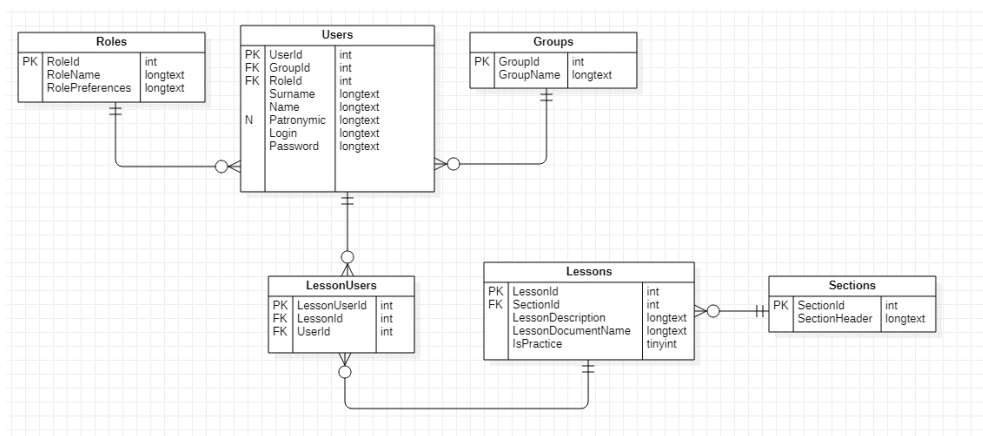 Roles
PK RoleId int
RoleName longtext
RolePreferences longtext
Users
PK UserId int
FK GroupId int
FK RoleId int
Surname longtext
Name longtext
N Patronymic longtext
Login longtext
Password longtext
Groups
PK GroupId int
GroupName longtext
LessonUsers
PK LessonUserId int
FK LessonId int
FK UserId int
Lessons
PK LessonId int
FK SectionId int
LessonDescription longtext
LessonDocumentName longtext
IsPractice tinyint
Sections
PK SectionId int
SectionHeader longtext